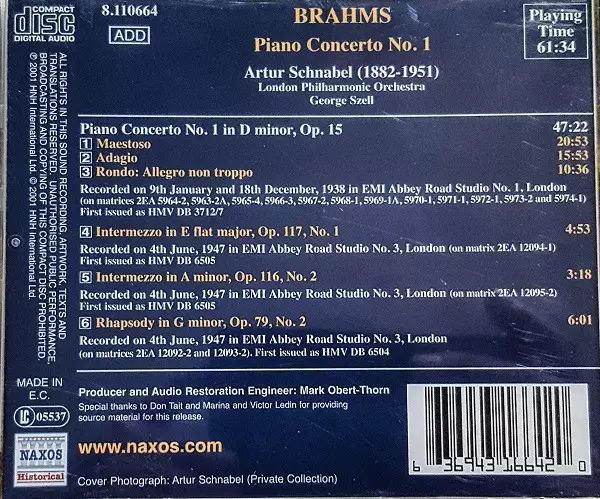 COMPACT
disc
DIGITAL AUDIO
8.110664
ADD
BRAHMS
Piano Concerto No. 1
Playing
Time
61:34
Artur Schnabel (1882-1951)
London Philharmonic Orchestra
George Szell
Piano Concerto No. 1 in D minor, Op. 15 47:22
1 Maestoso 20:53
2 Adagio 15:53
3 Rondo: Allegro non troppo 10:36
Recorded on 9th January and 18th December, 1938 in EMI Abbey Road Studio No. 1, London
(on matrices 2EA 5964-2, 5963-2A, 5965-4, 5966-3, 5967-2, 5968-1, 5969-1A, 5970-1, 5971-1, 5972-1, 5973-2 and 5974-1)
First issued as HMV DB 3712/7
4 Intermezzo in E flat major, Op. 117, No. 1 4:53
Recorded on 4th June, 1947 in EMI Abbey Road Studio No. 3, London (on matrix 2EA 12094-1)
First issued as HMV DB 6505
5 Intermezzo in A minor, Op. 116, No. 2 3:18
Recorded on 4th June, 1947 in EMI Abbey Road Studio No. 3, London (on matrix 2EA 12095-2)
First issued as HMV DB 6505
6 Rhapsody in G minor, Op. 79, No. 2 6:01
Recorded on 4th June, 1947 in EMI Abbey Road Studio No. 3, London
(on matrices 2EA 12092-2 and 12093-2). First issued as HMV DB 6504
Producer and Audio Restoration Engineer: Mark Obert-Thorn
Special thanks to Don Tait and Marina and Victor Ledin for providing
source material for this release.
www.naxos.com
Cover Photograph: Artur Schnabel (Private Collection)
6 36943 16642 0
ALL RIGHTS IN THIS SOUND RECORDING, ARTWORK, TEXTS AND
TRANSLATIONS RESERVED. UNAUTHORISED PUBLIC PERFORMANCE,
BROADCASTING AND COPYING OF THIS COMPACT DISC PROHIBITED.
℗ 2001 HNH International Ltd. © 2001 HNH International Ltd.
MADE IN
E.C.
LC 05537
NAXOS
Historical